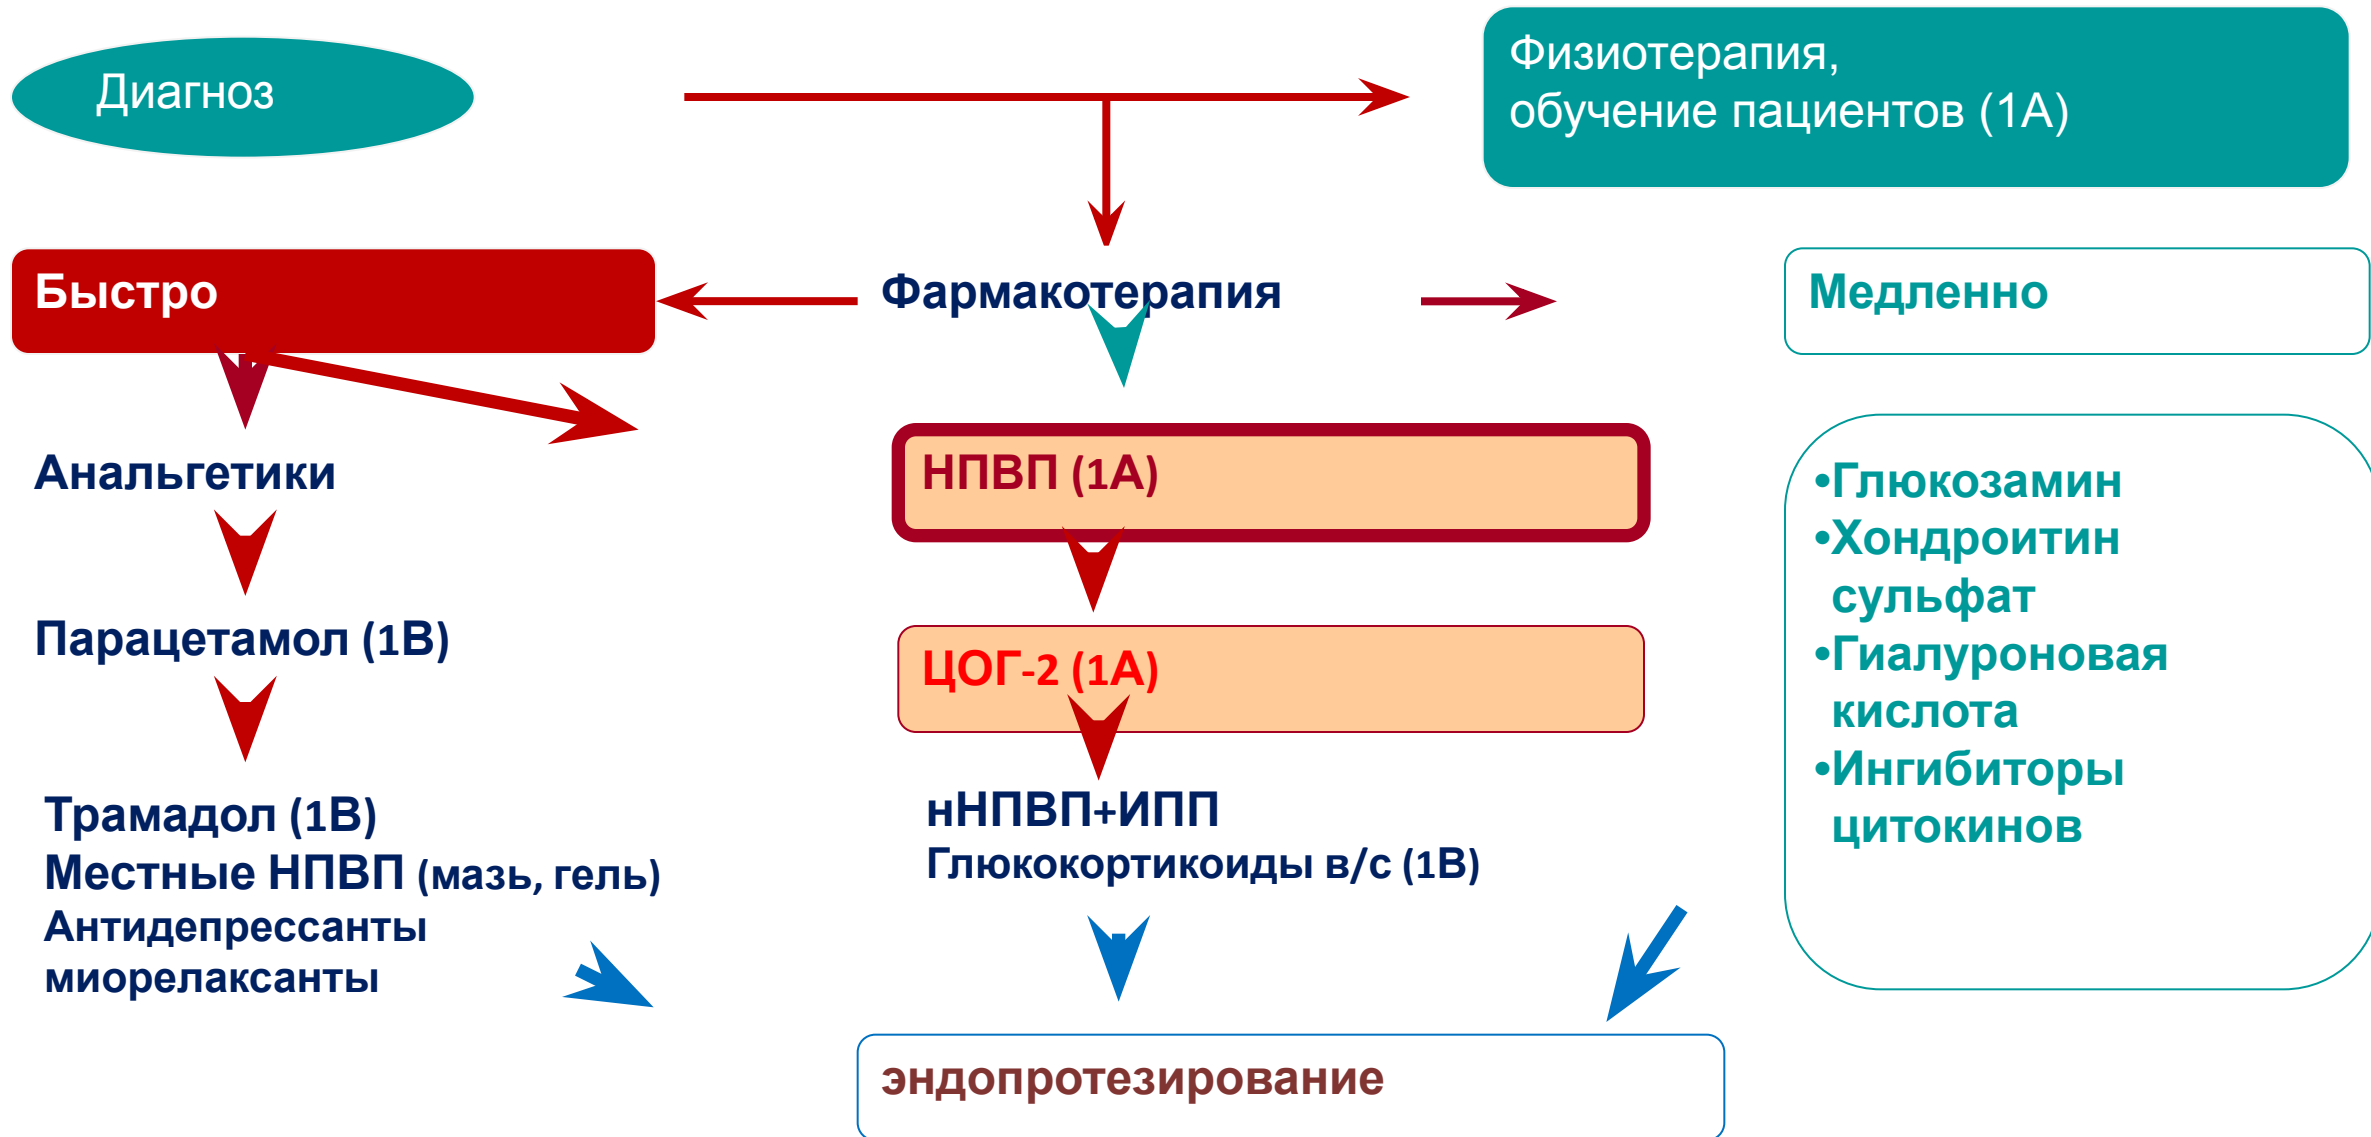 Диагноз
Физиотерапия,
обучение пациентов (1А)
Быстро
Фармакотерапия
Медленно
Анальгетики
НПВП (1А)
Парацетамол (1В)
ЦОГ-2 (1А)
Трамадол (1В)
Местные НПВП (мазь, гель)
Антидепрессанты
миорелаксанты
нНПВП+ИПП
Глюкокортикоиды в/с (1В)
•Глюкозамин
•Хондроитин
сульфат
•Гиалуроновая
кислота
•Ингибиторы
цитокинов
эндопротезирование